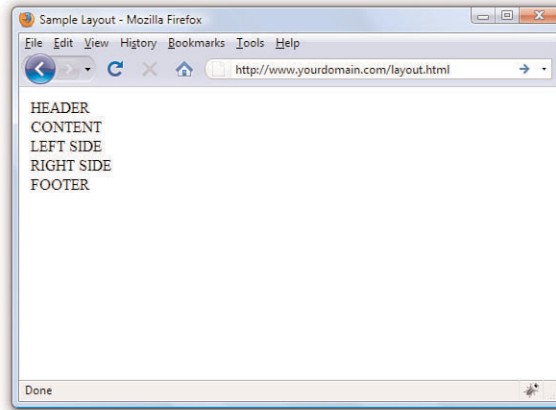 Sample Layout - Mozilla Firefox
File Edit View History Bookmarks Tools Help
http://www.yourdomain.com/layout.html
HEADER
CONTENT
LEFT SIDE
RIGHT SIDE
FOOTER
Done